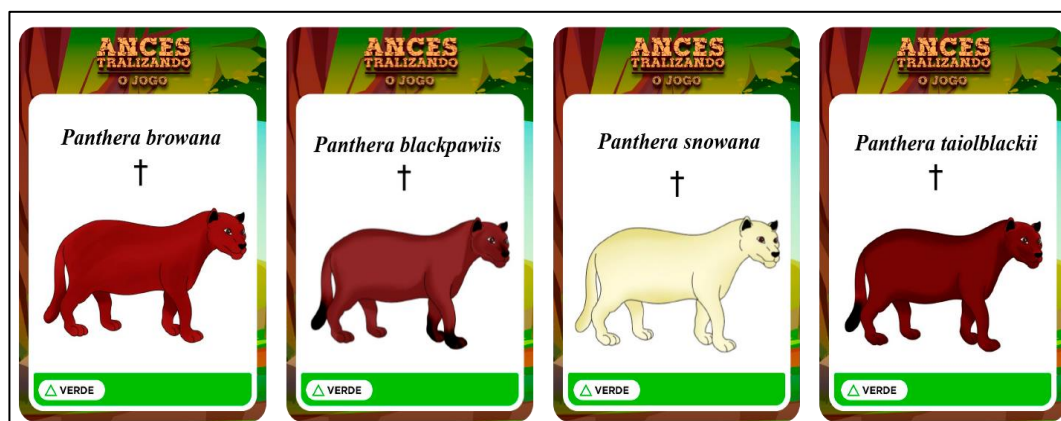 ANCES
TRALIZANDO
O JOGO
Panthera browana
†
△ VERDE
ANCES
TRALIZANDO
O JOGO
Panthera blackpawiis
†
△ VERDE
ANCES
TRALIZANDO
O JOGO
Panthera snowana
†
△ VERDE
ANCES
TRALIZANDO
O JOGO
Panthera taiolblackii
†
△ VERDE